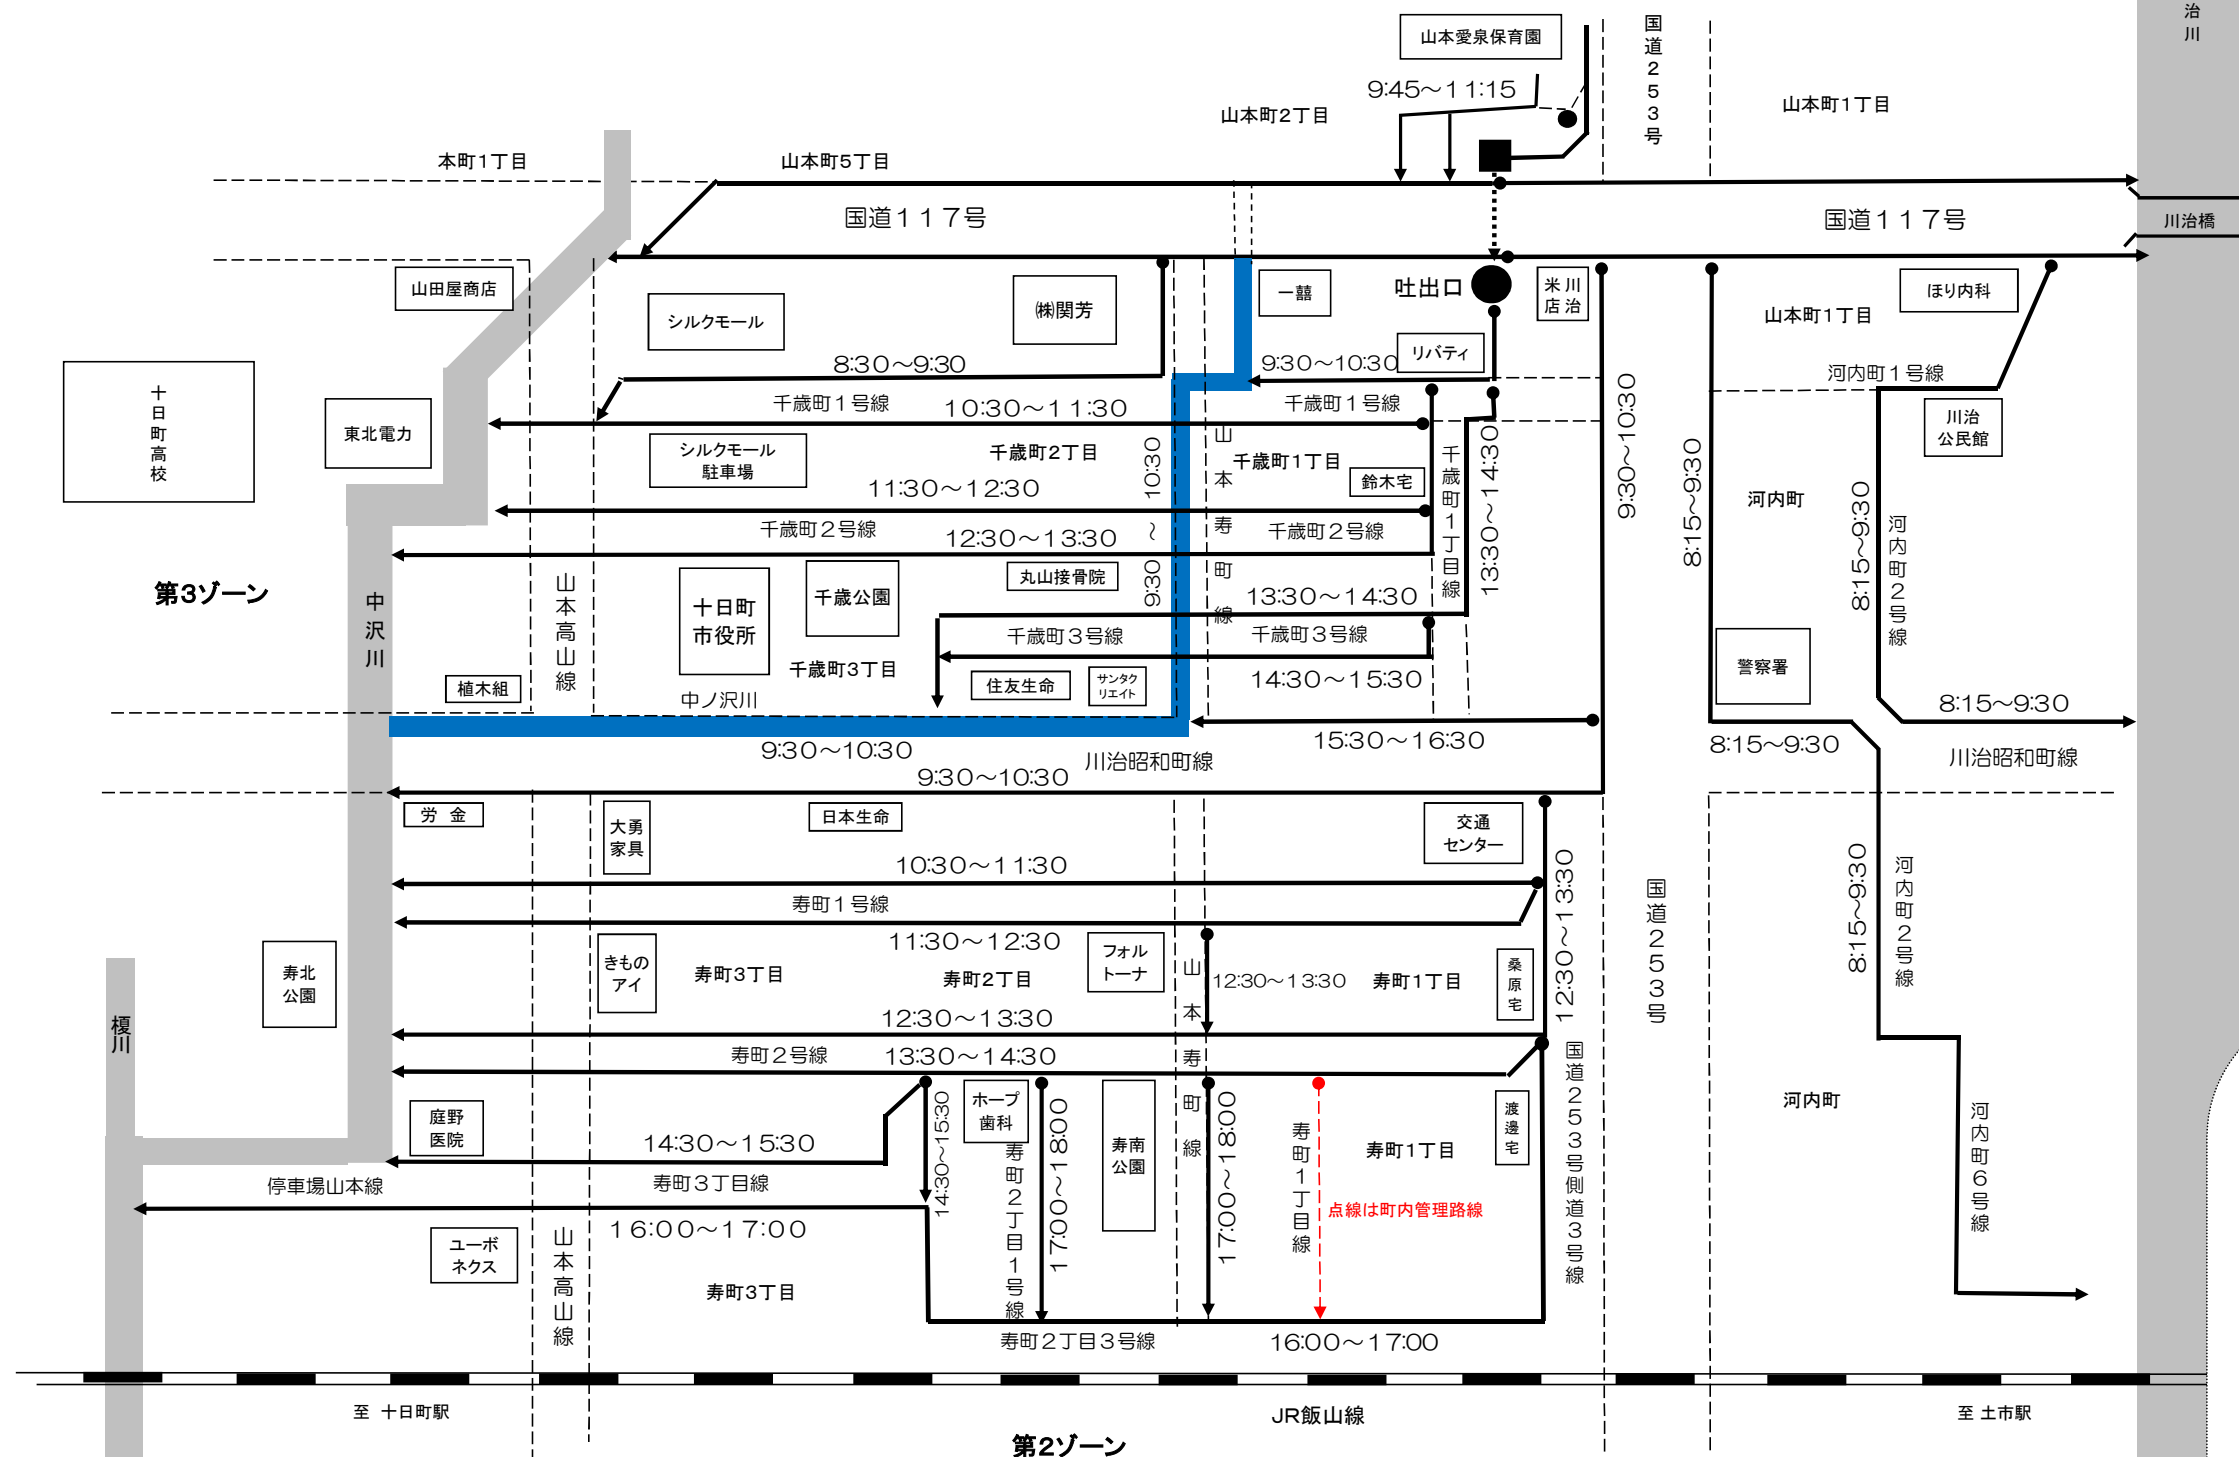 治川
山本愛泉保育園
国道253号
9:45～11:15
山本町2丁目
山本町1丁目
本町1丁目
山本町5丁目
国道117号
国道117号
川治橋
山田屋商店
シルクモール
㈱関芳
一囍
吐出口
米店
川治
ほり内科
山本町1丁目
リバティ
8:30～9:30
9:30～10:30
河内町1号線
千歳町1号線
10:30～11:30
千歳町1号線
十日町高校
東北電力
シルクモール
駐車場
千歳町2丁目
9:30～10:30
山本寿町線
千歳町1丁目
鈴木宅
千歳町1丁目線
13:30～14:30
9:30～10:30
8:15～9:30
河内町
川治
公民館
8:15～9:30
河内町2号線
11:30～12:30
千歳町2号線
12:30～13:30
千歳町2号線
第3ゾーン
中沢川
山本高山線
十日町
市役所
千歳公園
丸山接骨院
13:30～14:30
千歳町3号線
千歳町3号線
千歳町3丁目
警察署
植木組
住友生命
サンタク
リエイト
14:30～15:30
中ノ沢川
8:15～9:30
9:30～10:30
15:30～16:30
8:15～9:30
川治昭和町線
川治昭和町線
9:30～10:30
労 金
大勇
家具
日本生命
交通
センター
10:30～11:30
12:30～13:30
寿町1号線
国道253号
8:15～9:30
河内町2号線
11:30～12:30
寿北
公園
きもの
アイ
寿町3丁目
寿町2丁目
フォル
トーナ
山本寿町線
12:30～13:30
寿町1丁目
桑原宅
榎川
12:30～13:30
寿町2号線
13:30～14:30
国道253号側道3号線
庭野
医院
14:30～15:30
14:30～15:30
ホープ
歯科
寿町2丁目1号線
17:00～18:00
寿南
公園
17:00～18:00
寿町1丁目線
寿町1丁目
渡邊宅
河内町
河内町6号線
停車場山本線
寿町3丁目線
点線は町内管理路線
16:00～17:00
ユーボ
ネクス
山本高山線
寿町3丁目
寿町2丁目3号線
16:00～17:00
至 十日町駅
JR飯山線
至 土市駅
第2ゾーン